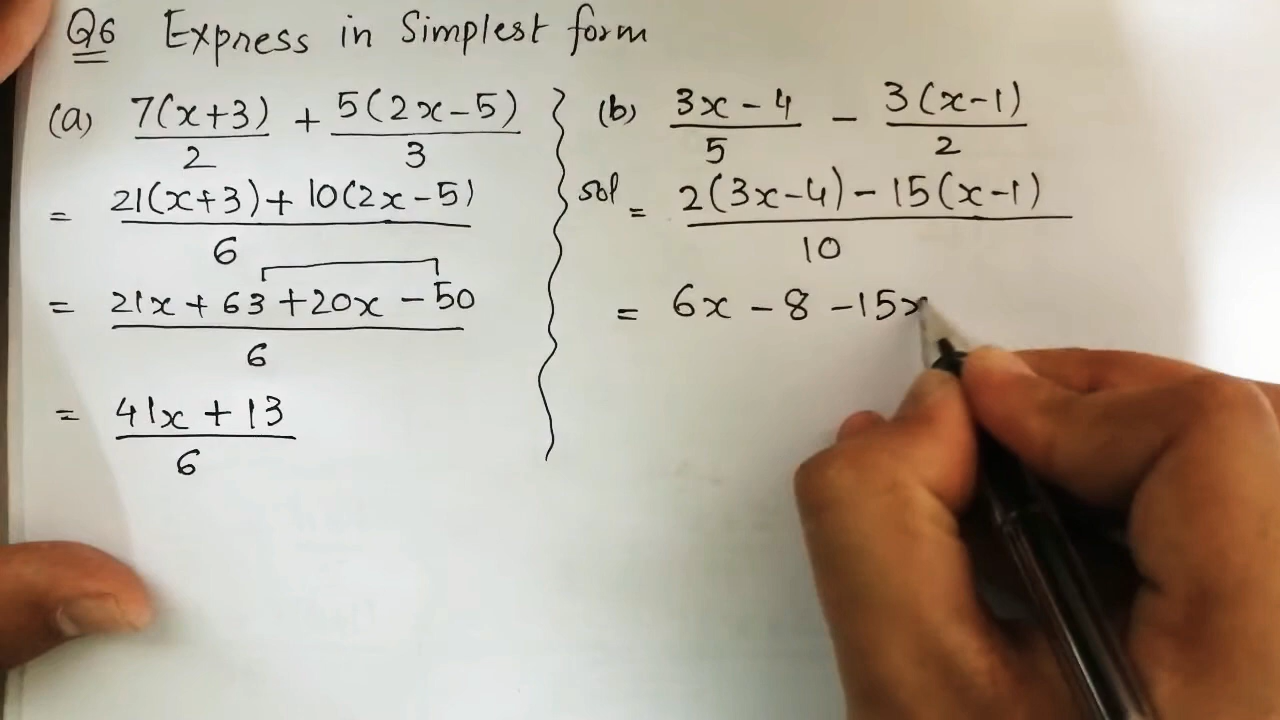 Q6 Express in Simplest form
(a) 7(x+3)/2 + 5(2x-5)/3
= 21(x+3)+10(2x-5)/6
= 21x+63+20x-50/6
= 41x+13/6
(b) 3x-4/5 - 3(x-1)/2
sol = 2(3x-4)-15(x-1)/10
= 6x-8-15x